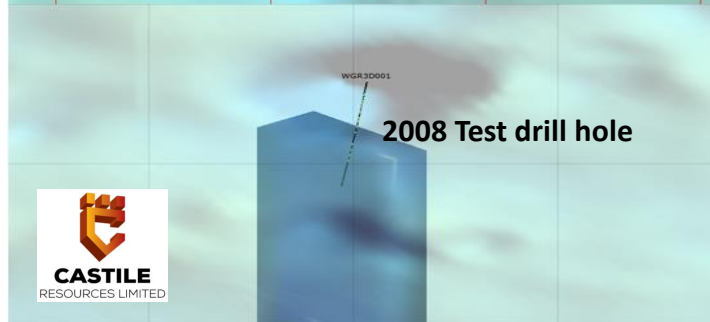 WGR3D001
2008 Test drill hole
CASTILE
RESOURCES LIMITED